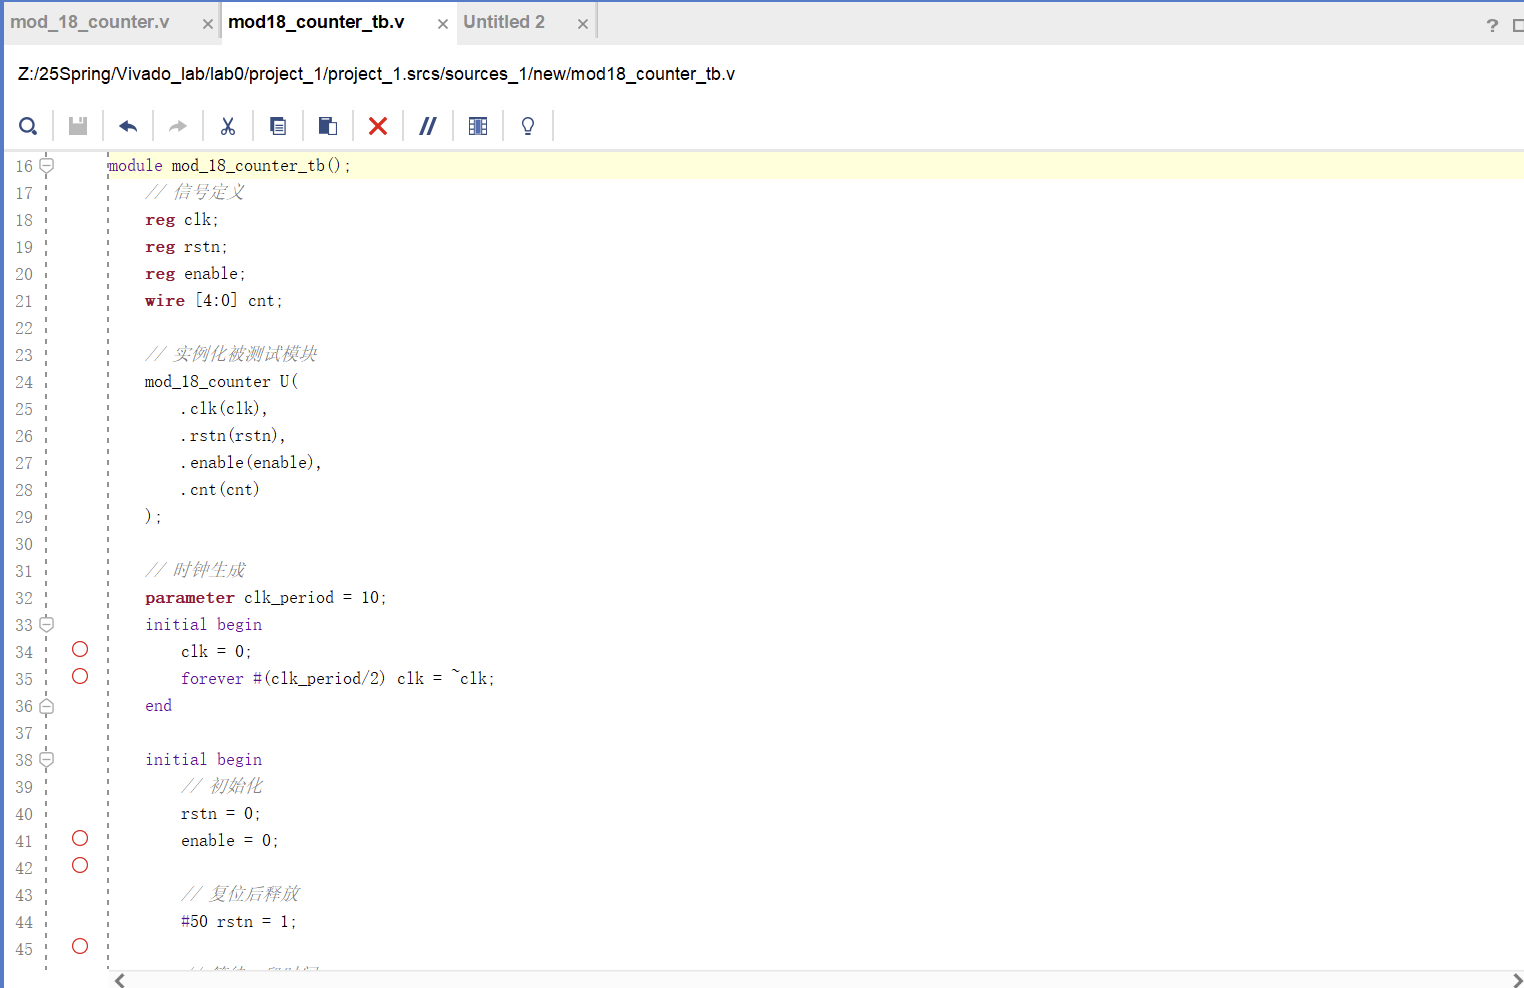 mod_18_counter.v × mod18_counter_tb.v × Untitled 2 × ?
Z:/25Spring/Vivado_lab/lab0/project_1/project_1.srcs/sources_1/new/mod18_counter_tb.v
16 module mod_18_counter_tb();
17 // 信号定义
18 reg clk;
19 reg rstn;
20 reg enable;
21 wire [4:0] cnt;
22
23 // 实例化被测试模块
24 mod_18_counter U(
25 .clk(clk),
26 .rstn(rstn),
27 .enable(enable),
28 .cnt(cnt)
29 );
30
31 // 时钟生成
32 parameter clk_period = 10;
33 initial begin
34 clk = 0;
35 forever #(clk_period/2) clk = ~clk;
36 end
37
38 initial begin
39 // 初始化
40 rstn = 0;
41 enable = 0;
42
43 // 复位后释放
44 #50 rstn = 1;
45